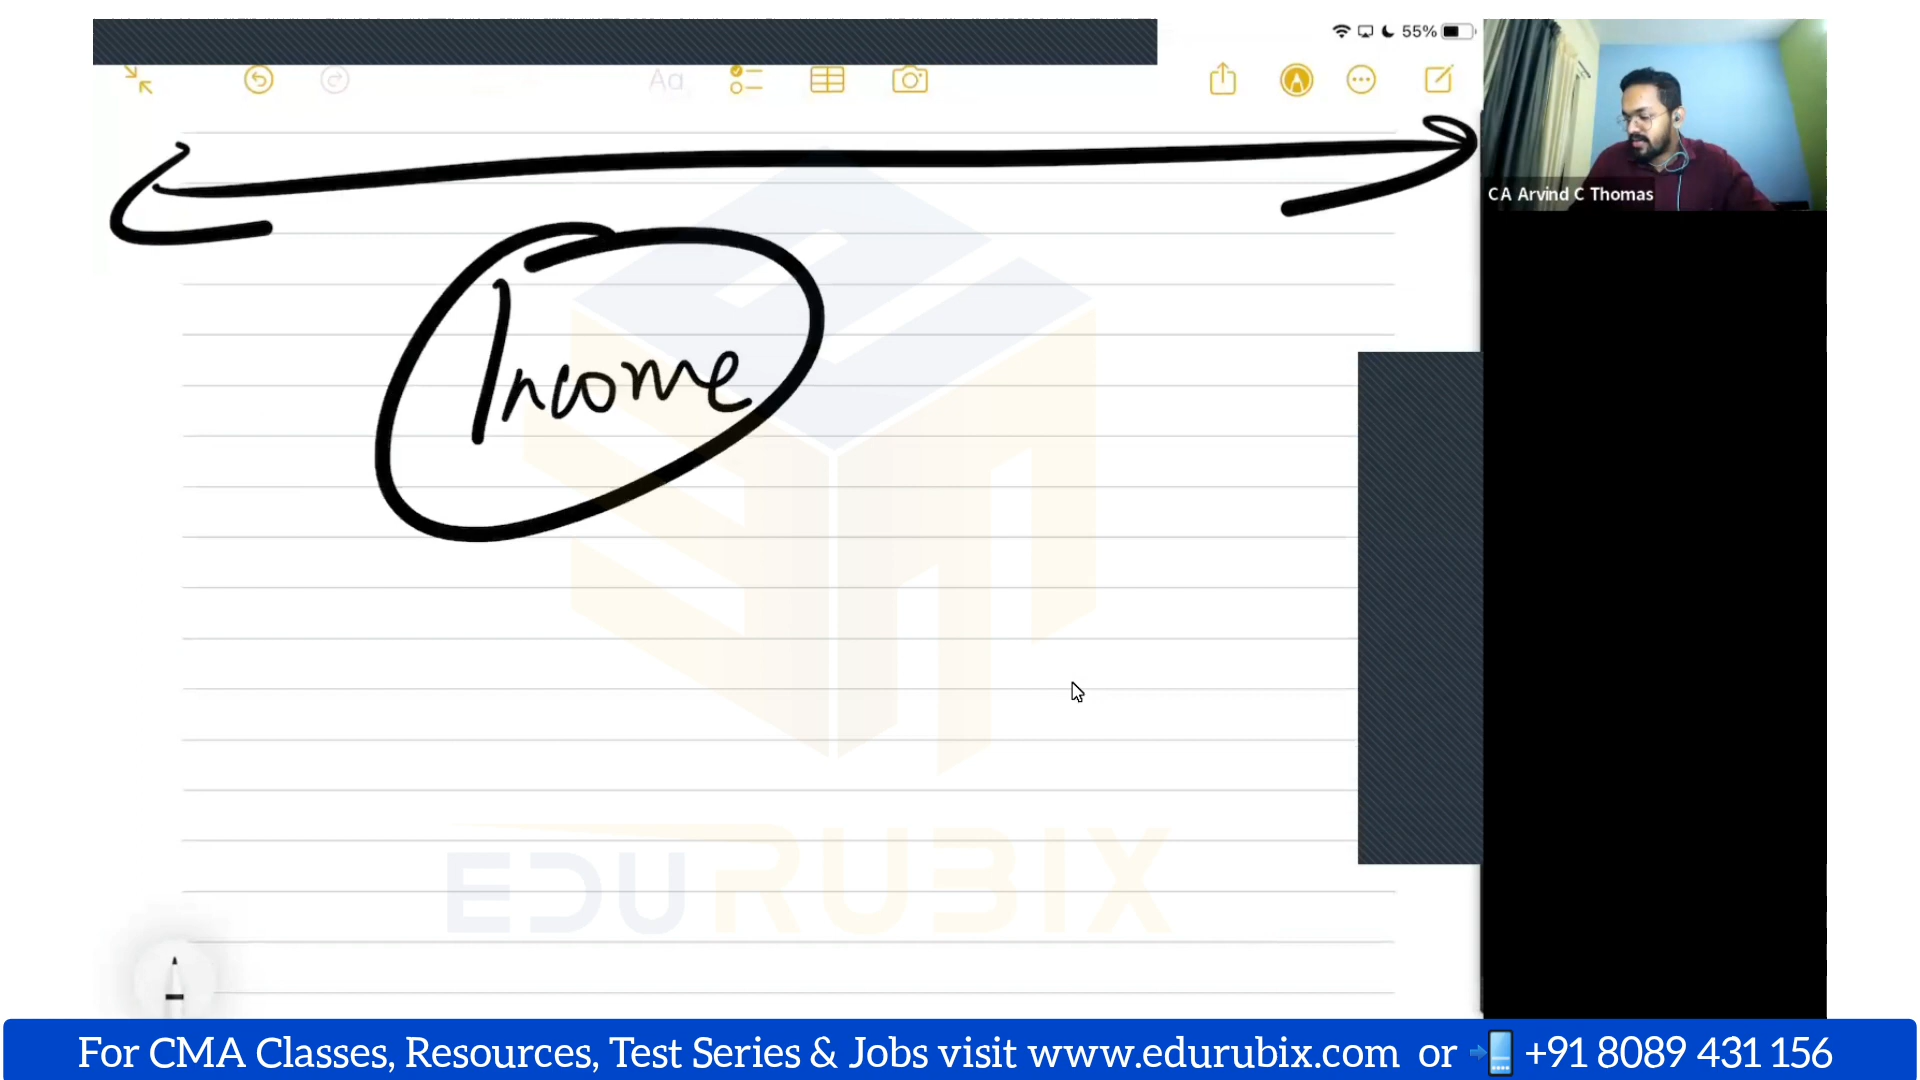 55%
Aa
CA Arvind C Thomas
Income
EDURUBIX
For CMA Classes, Resources, Test Series & Jobs visit www.edurubix.com or +91 8089 431 156